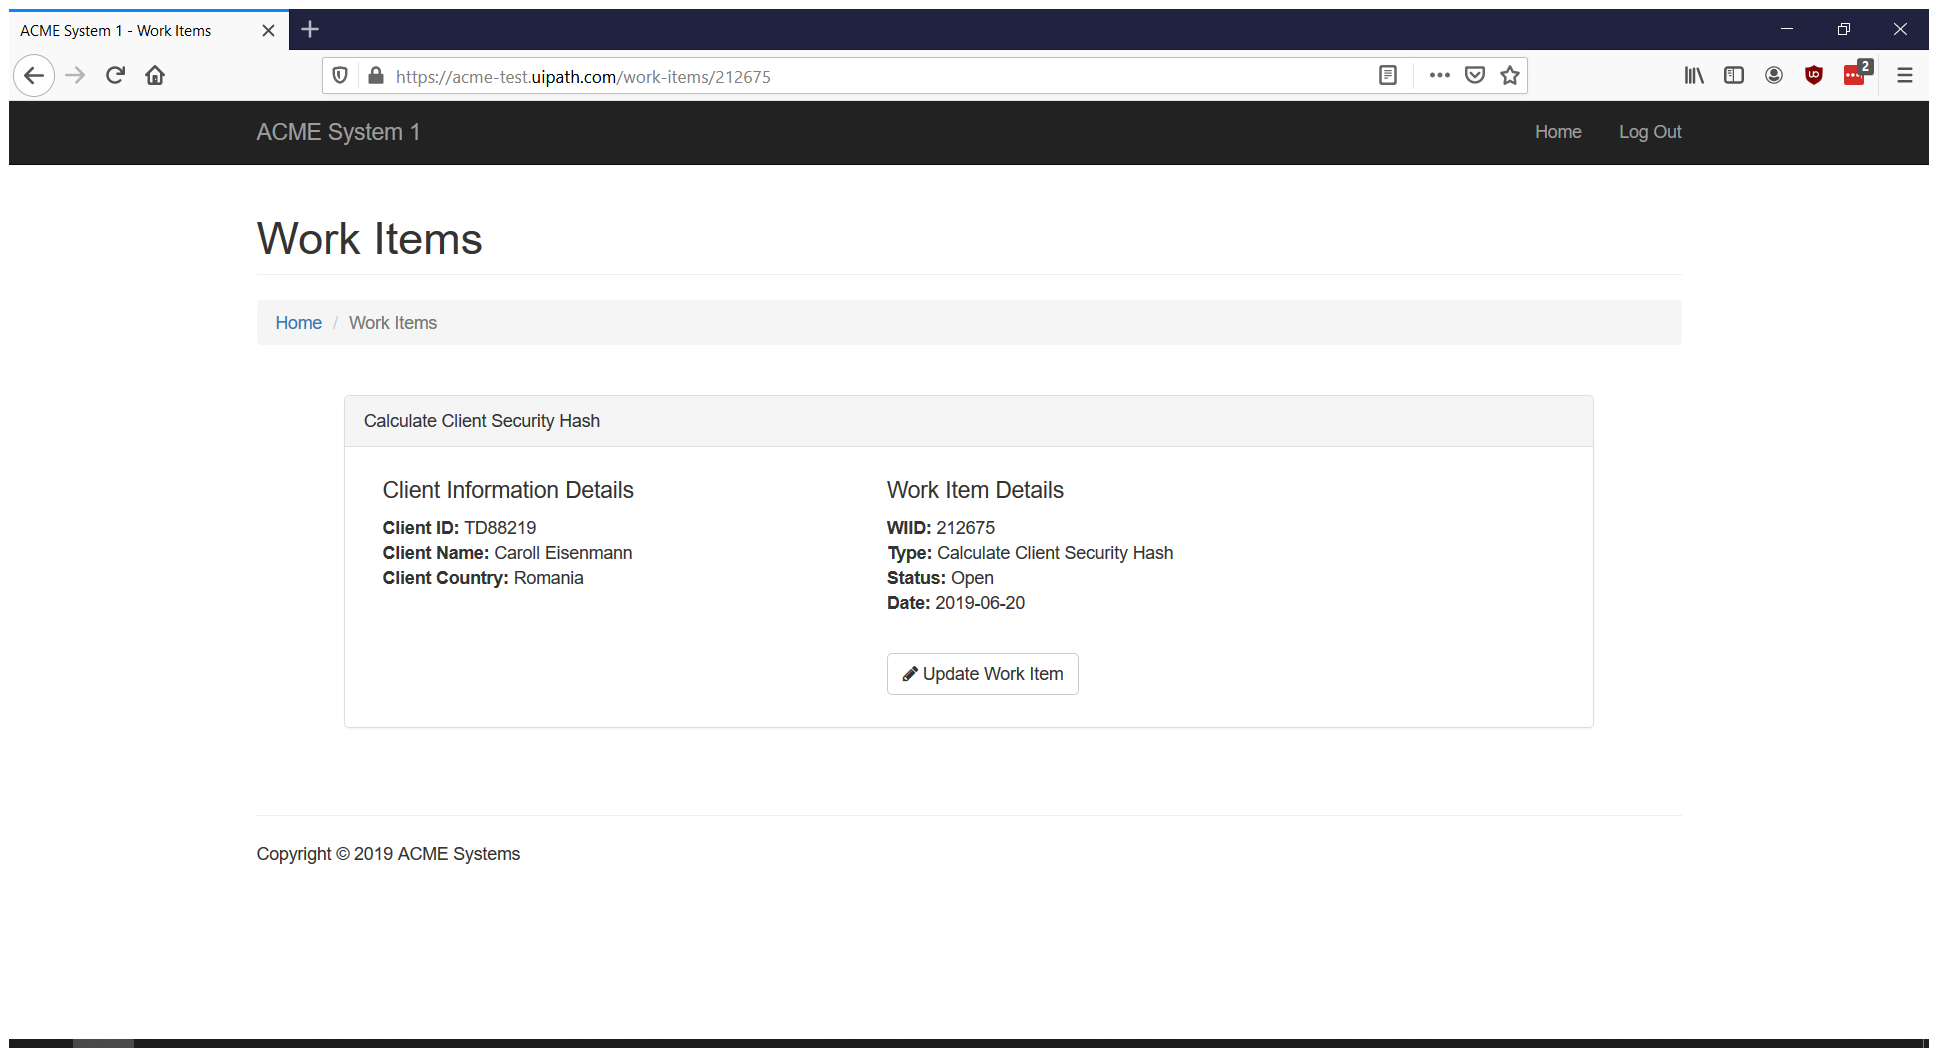 ACME System 1 - Work Items
https://acme-test.uipath.com/work-items/212675
2
ACME System 1
Home
Log Out
Work Items
Home / Work Items
Calculate Client Security Hash
Client Information Details
Client ID: TD88219
Client Name: Caroll Eisenmann
Client Country: Romania
Work Item Details
WIID: 212675
Type: Calculate Client Security Hash
Status: Open
Date: 2019-06-20
Update Work Item
Copyright © 2019 ACME Systems